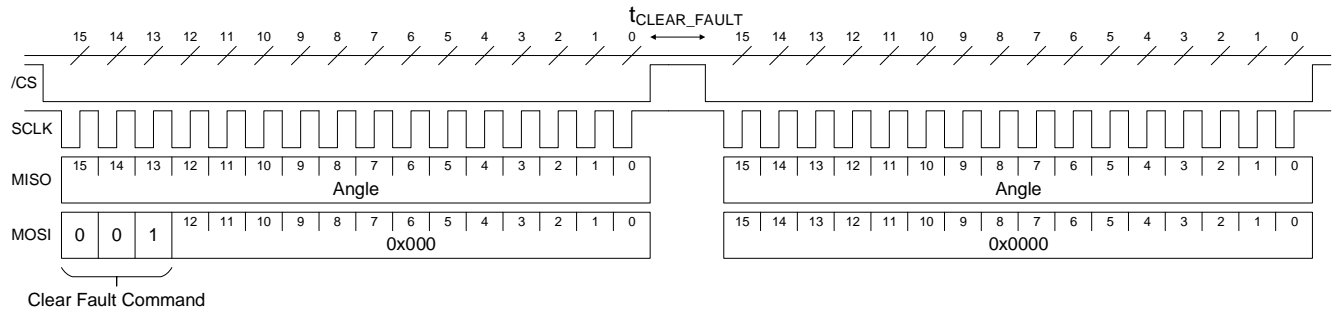 tCLEAR_FAULT
15 14 13 12 11 10 9 8 7 6 5 4 3 2 1 0 15 14 13 12 11 10 9 8 7 6 5 4 3 2 1 0
/CS
SCLK
MISO 15 14 13 12 11 10 9 8 7 6 5 4 3 2 1 0 15 14 13 12 11 10 9 8 7 6 5 4 3 2 1 0
Angle Angle
MOSI 0 0 1 12 11 10 9 8 7 6 5 4 3 2 1 0 15 14 13 12 11 10 9 8 7 6 5 4 3 2 1 0
0x000 0x0000
Clear Fault Command